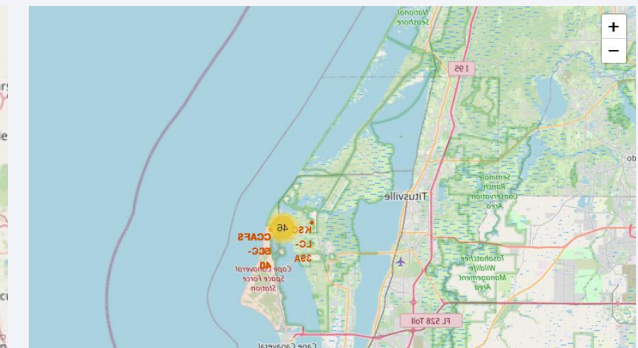 National
Seashore
+
−
I 95
Titusville
Seminole
Ranch
Conservation
Area
46
KSC
LC-
39A
CCAFS
SLC-
40
Cape Canaveral
Space Force
Station
Tosohatchee
Wildlife
Management
Area
FL 528 Toll
Cape Canaveral